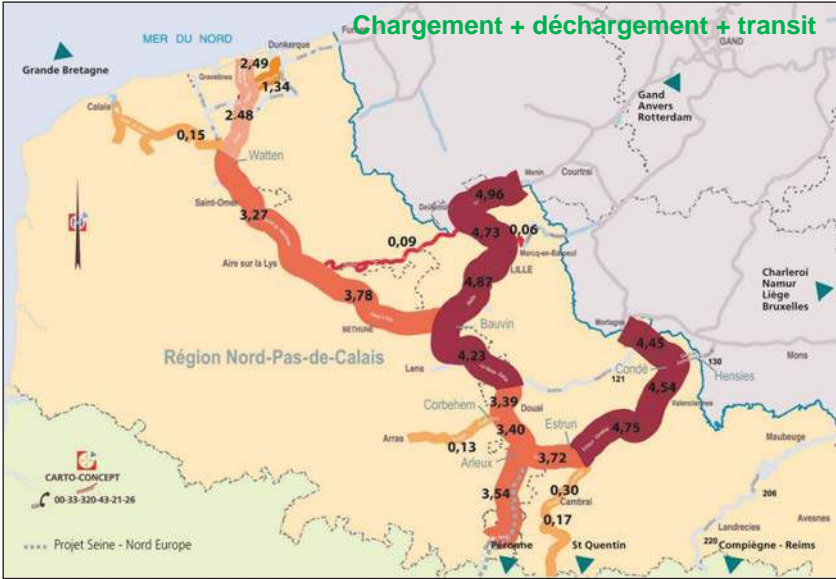 Chargement + déchargement + transit
MER DU NORD
Dunkerque
Furnes
GAND
Grande Bretagne
Gravelines
2,49
1,34
Calais
2.48
Gand
Anvers
Rotterdam
0,15
Watten
Menin
Courtrai
4,96
Saint-Omer
3,27
4,73
0,06
0,09
Marcq-en-Barœul
LILLE
Aire sur la Lys
4,87
3,78
Charleroi
Namur
Liège
Bruxelles
BETHUNE
Bauvin
Mortagne
4,45
Région Nord-Pas-de-Calais
4,23
Mons
130
Lens
121
Condé
Hensies
3,39
4,54
Douai
Corbehem
Valenciennes
3,40
Estrun
4,75
Arras
0,13
Maubeuge
Arleux
3,72
CARTO-CONCEPT
00-33-320-43-21-26
3,54
0,30
Cambrai
206
0,17
Avesnes
Landrecies
220
Projet Seine - Nord Europe
Péronne
St Quentin
Compiègne - Reims